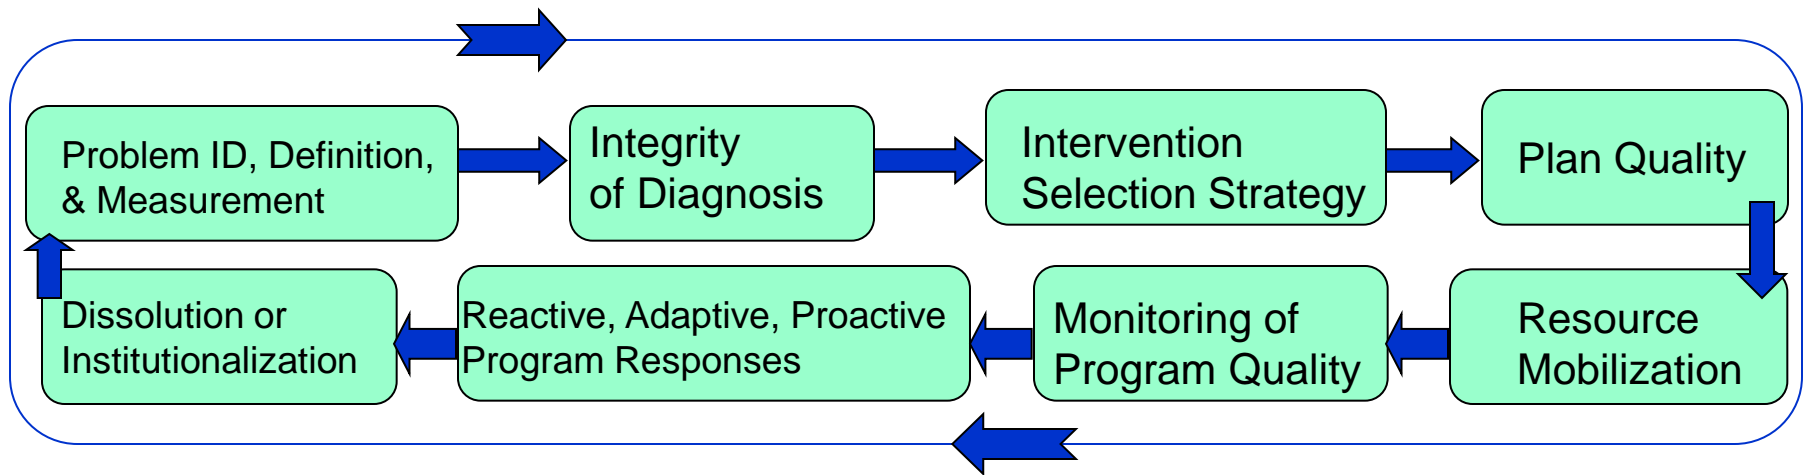 Problem ID, Definition,
& Measurement
Integrity
of Diagnosis
Intervention
Selection Strategy
Plan Quality
Dissolution or
Institutionalization
Reactive, Adaptive, Proactive
Program Responses
Monitoring of
Program Quality
Resource
Mobilization